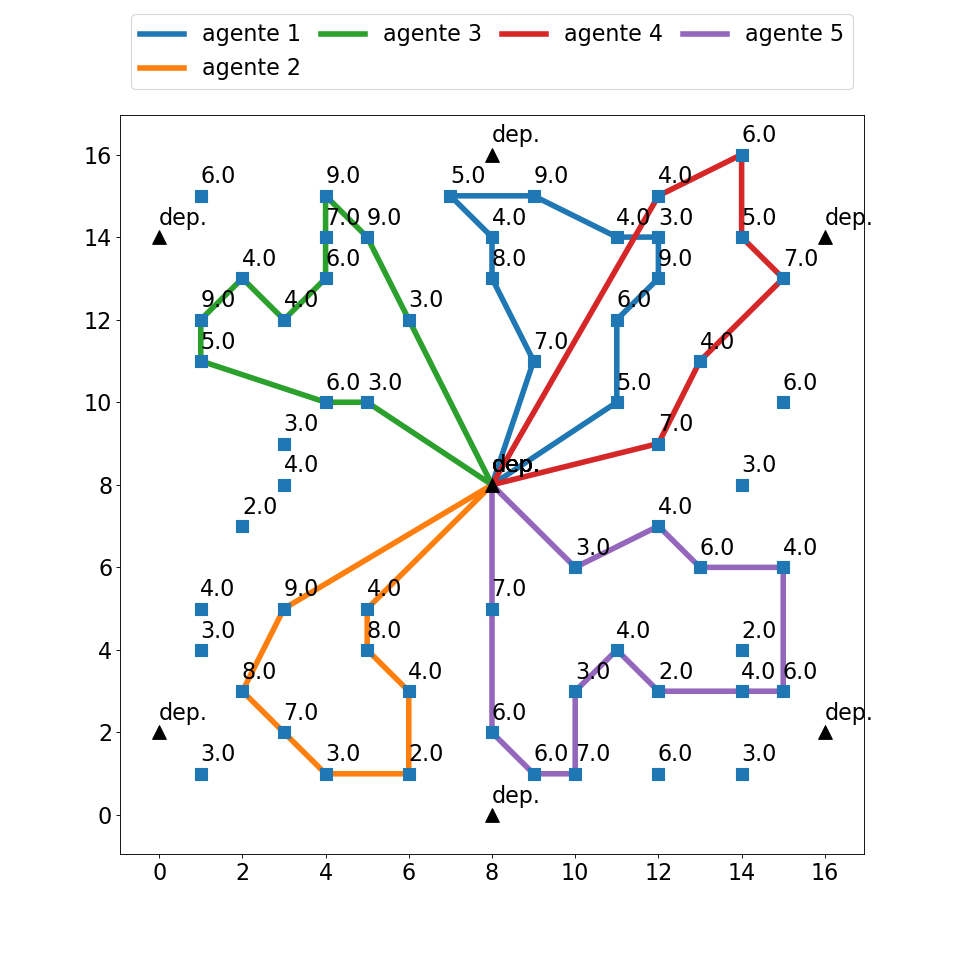 agente 1 agente 3 agente 4 agente 5
agente 2
dep. 6.0
6.0 9.0 5.0 9.0 4.0
dep. 7.0 9.0 4.0 4.0 3.0 5.0 dep.
4.0 6.0 8.0 9.0 7.0
9.0 4.0 3.0 6.0
5.0 7.0 4.0
6.0 3.0 5.0 6.0
3.0 7.0
4.0 dep. 3.0
2.0 4.0
3.0 6.0 4.0
4.0 9.0 4.0 7.0
3.0 8.0 4.0 2.0
8.0 4.0 3.0 2.0 4.0 6.0
dep. 7.0 6.0 dep.
3.0 3.0 2.0 6.0 7.0 6.0 3.0
dep.
16
14
12
10
8
6
4
2
0
0 2 4 6 8 10 12 14 16